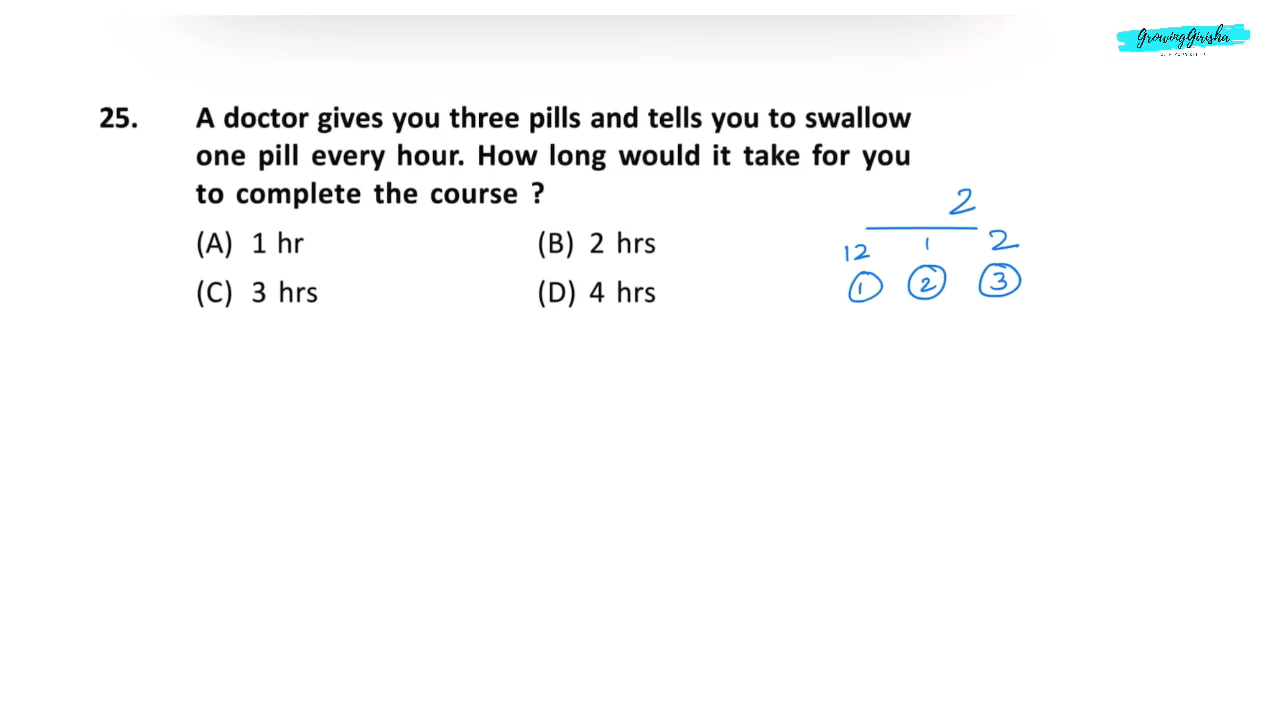 GrowingGirisha
25. A doctor gives you three pills and tells you to swallow
one pill every hour. How long would it take for you
to complete the course ?
2
(A) 1 hr (B) 2 hrs
12 1 2
(C) 3 hrs (D) 4 hrs
1 2 3